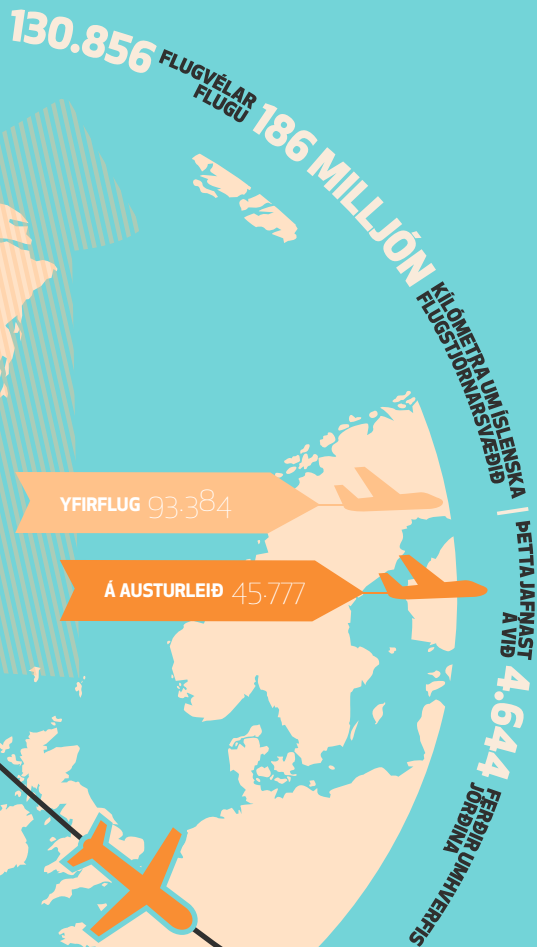 130.856
FLUGVÉLAR
FLUGU
186 MILLJÓN
KÍLÓMETRA UM ÍSLENSKA
FLUGSTJÓRNARSVÆÐIÐ
|
ÞETTA JAFNAST
Á VIÐ
4.644
FERÐIR UMHVERFIS
JÖRÐINA
YFIRFLUG 93.384
Á AUSTURLEIÐ 45.777